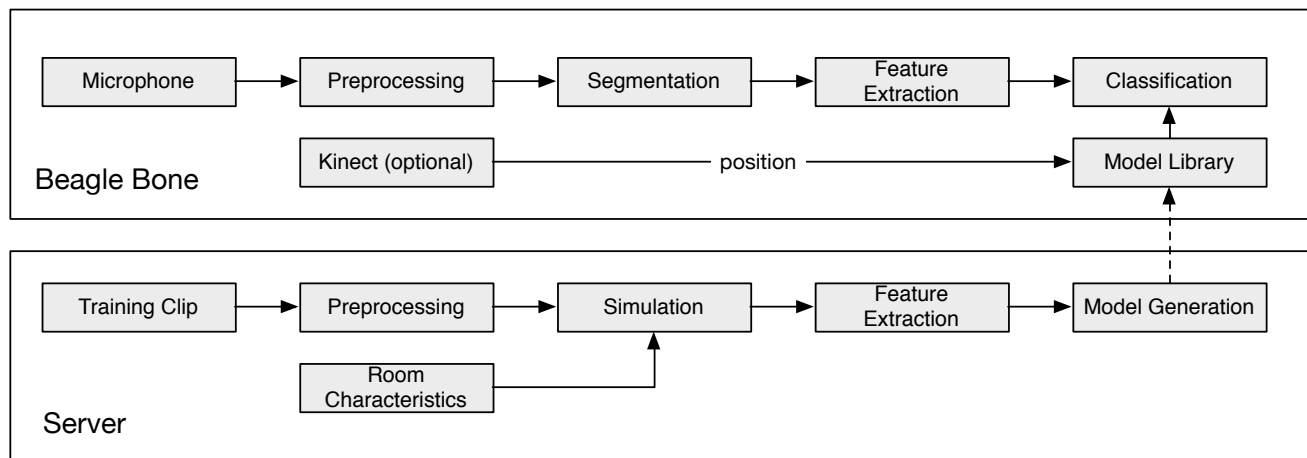 Microphone
Preprocessing
Segmentation
Feature
Extraction
Classification
Kinect (optional)
position
Model Library
Beagle Bone
Training Clip
Preprocessing
Simulation
Feature
Extraction
Model Generation
Room
Characteristics
Server